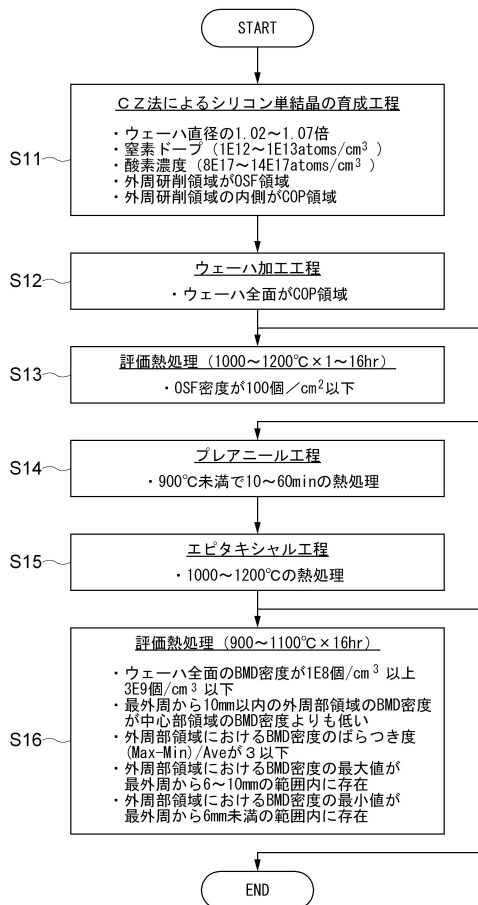 START
S11
CZ法によるシリコン単結晶の育成工程
・ウェーハ直径の1.02～1.07倍
・窒素ドープ（1E12～1E13atoms/cm³ ）
・酸素濃度（8E17～14E17atoms/cm³ ）
・外周研削領域がOSF領域
・外周研削領域の内側がCOP領域
S12
ウェーハ加工工程
・ウェーハ全面がCOP領域
S13
評価熱処理（1000～1200℃×1～16hr）
・OSF密度が100個／cm²以下
S14
プレアニール工程
・900℃未満で10～60minの熱処理
S15
エピタキシャル工程
・1000～1200℃の熱処理
S16
評価熱処理（900～1100℃×16hr）
・ウェーハ全面のBMD密度が1E8個/cm³ 以上
3E9個/cm³ 以下
・最外周から10mm以内の外周部領域のBMD密度
が中心部領域のBMD密度よりも低い
・外周部領域におけるBMD密度のばらつき度
(Max-Min)/Aveが３以下
・外周部領域におけるBMD密度の最大値が
最外周から6～10mmの範囲内に存在
・外周部領域におけるBMD密度の最小値が
最外周から6mm未満の範囲内に存在
END